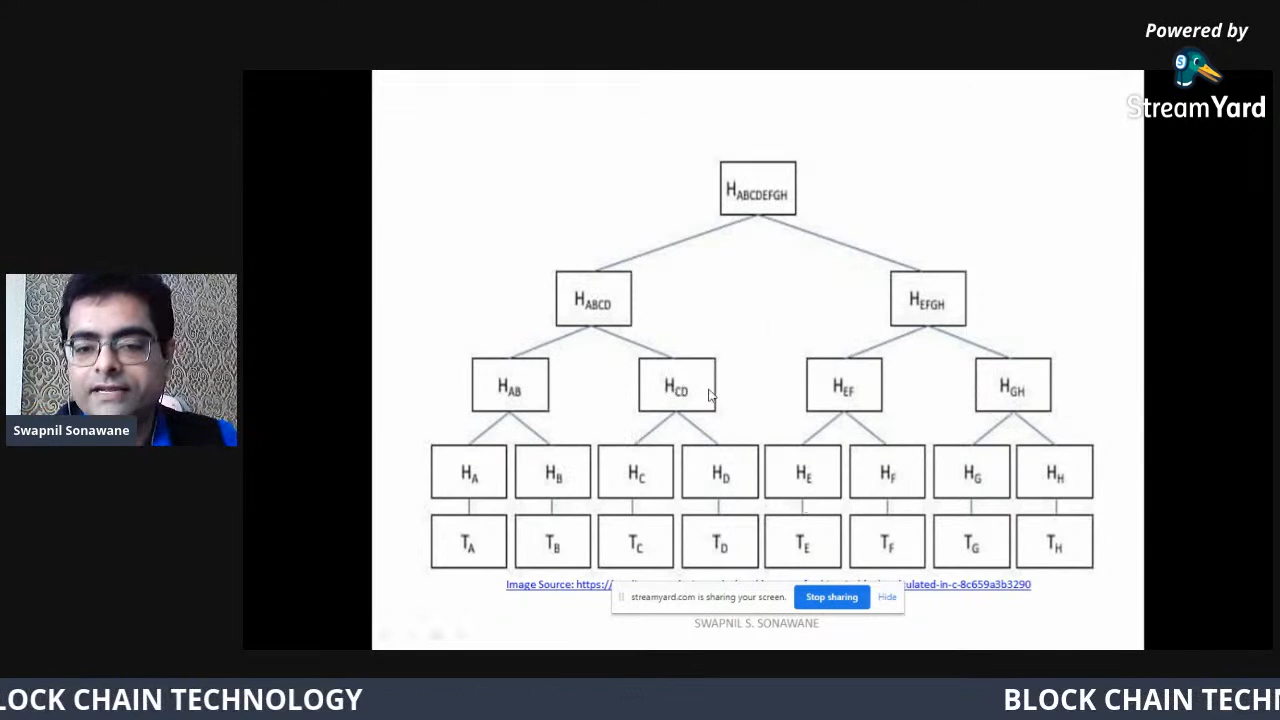 Powered by
StreamYard
H_ABCDEFGH
H_ABCD
H_EFGH
H_AB
H_CD
H_EF
H_GH
H_A
H_B
H_C
H_D
H_E
H_F
H_G
H_H
T_A
T_B
T_C
T_D
T_E
T_F
T_G
T_H
Image Source: https:/ ulated-in-c-8c659a3b3290
streamyard.com is sharing your screen. Stop sharing Hide
SWAPNIL S. SONAWANE
Swapnil Sonawane
LOCK CHAIN TECHNOLOGY
BLOCK CHAIN TECHN